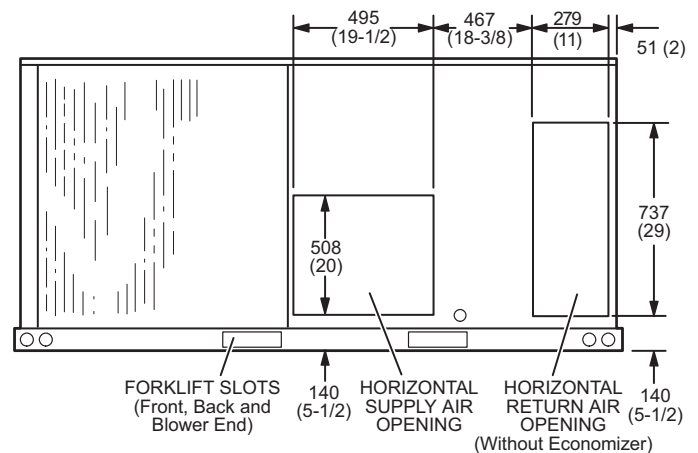 495
(19-1/2)
467
(18-3/8)
279
(11)
51 (2)
737
(29)
508
(20)
FORKLIFT SLOTS
(Front, Back and
Blower End)
140
(5-1/2)
HORIZONTAL
SUPPLY AIR
OPENING
HORIZONTAL
RETURN AIR
OPENING
(Without Economizer)
140
(5-1/2)